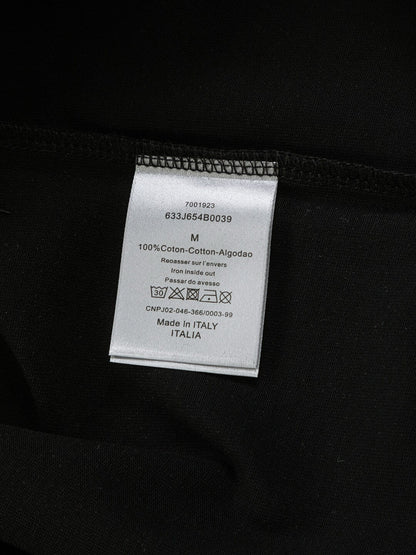 7001923
633J654B0039
M
100%Coton-Cotton-Algodao
Repasser sur l'envers
Iron inside out
Passar do avesso
30
CNPJ02-046-366/0003-99
Made in ITALY
ITALIA